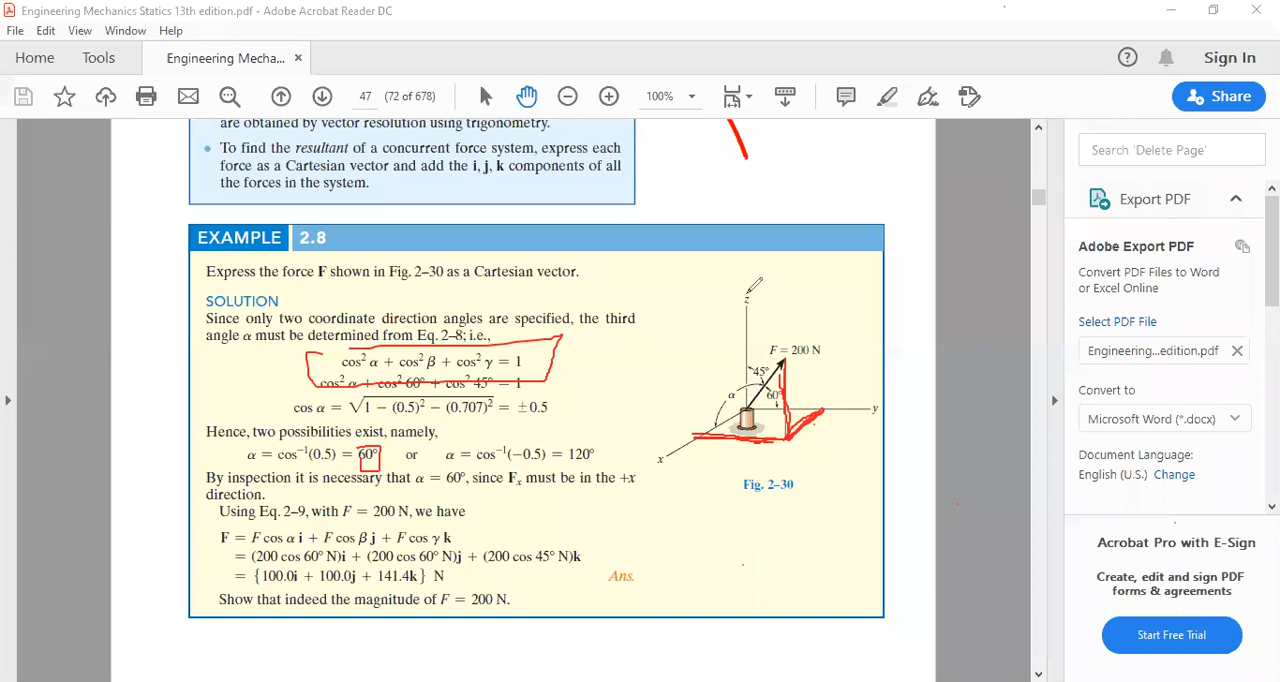 Engineering Mechanics Statics 13th edition.pdf - Adobe Acrobat Reader DC
File Edit View Window Help
Home Tools Engineering Mecha... ×
Sign In
47 (72 of 678) 100% Share
are obtained by vector resolution using trigonometry.
• To find the resultant of a concurrent force system, express each
force as a Cartesian vector and add the i, j, k components of all
the forces in the system.
EXAMPLE 2.8
Express the force F shown in Fig. 2–30 as a Cartesian vector.
SOLUTION
Since only two coordinate direction angles are specified, the third
angle α must be determined from Eq. 2–8; i.e.,
cos² α + cos² β + cos² γ = 1
cos² α + cos² 60° + cos² 45° = 1
cos α = √1 − (0.5)² − (0.707)² = ±0.5
Hence, two possibilities exist, namely,
α = cos⁻¹(0.5) = 60° or α = cos⁻¹(−0.5) = 120°
By inspection it is necessary that α = 60°, since Fₓ must be in the +x
direction.
Using Eq. 2–9, with F = 200 N, we have
F = F cos α i + F cos β j + F cos γ k
= (200 cos 60° N)i + (200 cos 60° N)j + (200 cos 45° N)k
= {100.0i + 100.0j + 141.4k} N Ans.
Show that indeed the magnitude of F = 200 N.
z
F = 200 N
45°
α
60°
y
x
Fig. 2–30
Search 'Delete Page'
Export PDF
Adobe Export PDF
Convert PDF Files to Word
or Excel Online
Select PDF File
Engineering...edition.pdf ×
Convert to
Microsoft Word (*.docx)
Document Language:
English (U.S.) Change
Acrobat Pro with E-Sign
Create, edit and sign PDF
forms & agreements
Start Free Trial